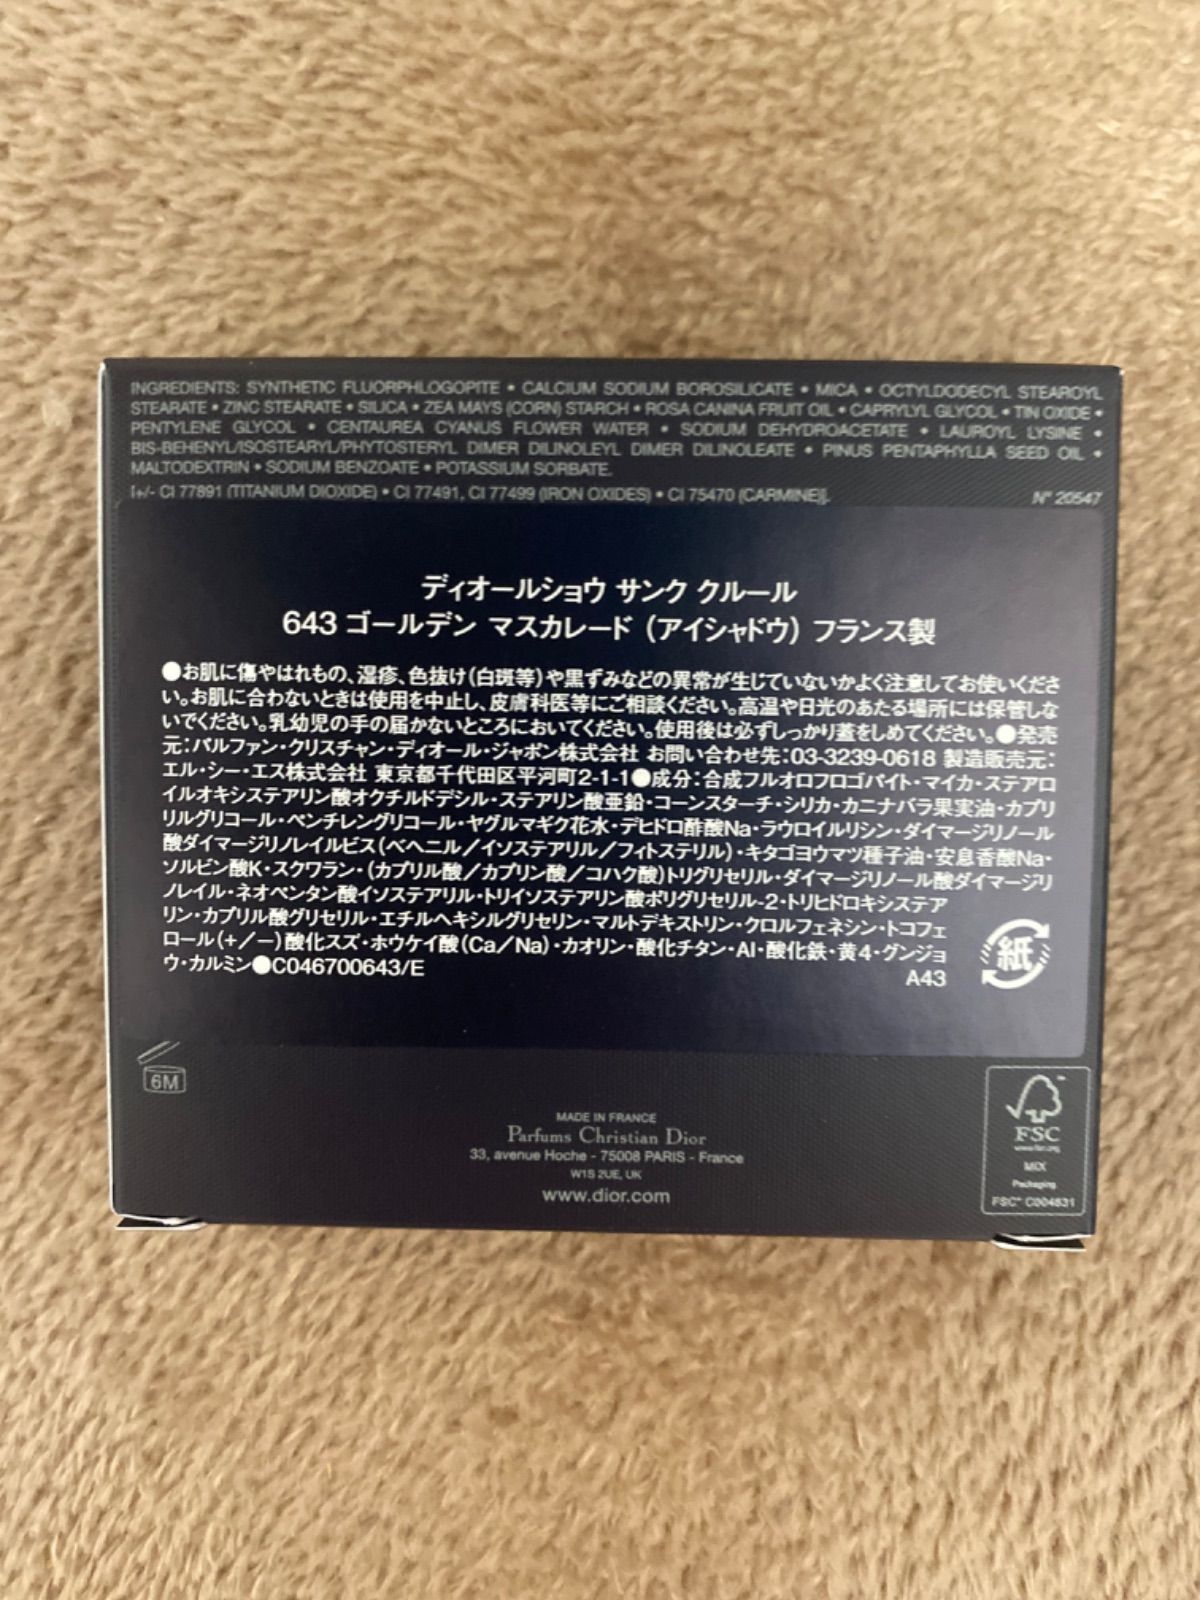 INGREDIENTS: SYNTHETIC FLUORPHLOGOPITE • CALCIUM SODIUM BOROSILICATE • MICA • OCTYLDODECYL STEAROYL
STEARATE • ZINC STEARATE • SILICA • ZEA MAYS (CORN) STARCH • ROSA CANINA FRUIT OIL • CAPRYLYL GLYCOL • TIN OXIDE •
PENTYLENE GLYCOL • CENTAUREA CYANUS FLOWER WATER • SODIUM DEHYDROACETATE • LAUROYL LYSINE •
BIS-BEHENYL/ISOSTEARYL/PHYTOSTERYL DIMER DILINOLEYL DIMER DILINOLEATE • PINUS PENTAPHYLLA SEED OIL •
MALTODEXTRIN • SODIUM BENZOATE • POTASSIUM SORBATE.
[+/- CI 77891 (TITANIUM DIOXIDE) • CI 77491, CI 77499 (IRON OXIDES) • CI 75470 (CARMINE)]. N° 20547
ディオールショウ サンク クルール
643 ゴールデン マスカレード (アイシャドウ) フランス製
●お肌に傷やはれもの、湿疹、色抜け(白斑等)や黒ずみなどの異常が生じていないかよく注意してお使いくださ
い。お肌に合わないときは使用を中止し、皮膚科医等にご相談ください。高温や日光のあたる場所には保管しな
いでください。乳幼児の手の届かないところにおいてください。使用後は必ずしっかり蓋をしめてください。●発売
元:パルファン・クリスチャン・ディオール・ジャポン株式会社 お問い合わせ先:03-3239-0618 製造販売元:
エル・シー・エス株式会社 東京都千代田区平河町2-1-1●成分:合成フルオロフロゴパイト・マイカ・ステアロ
イルオキシステアリン酸オクチルドデシル・ステアリン酸亜鉛・コーンスターチ・シリカ・カニナバラ果実油・カプリ
リルグリコール・ペンチレングリコール・ヤグルマギク花水・デヒドロ酢酸Na・ラウロイルリシン・ダイマージリノール
酸ダイマージリノレイルビス(ベヘニル/イソステアリル/フィトステリル)・キタゴヨウマツ種子油・安息香酸Na・
ソルビン酸K・スクワラン・(カプリル酸/カプリン酸/コハク酸)トリグリセリル・ダイマージリノール酸ダイマージリ
ノレイル・ネオペンタン酸イソステアリル・トリイソステアリン酸ポリグリセリル-2・トリヒドロキシステア
リン・カプリル酸グリセリル・エチルヘキシルグリセリン・マルトデキストリン・クロルフェネシン・トコフェ
ロール(+/-)酸化スズ・ホウケイ酸(Ca/Na)・カオリン・酸化チタン・Al・酸化鉄・黄4・グンジョ
ウ・カルミン●C046700643/E A43
紙
6M
MADE IN FRANCE
Parfums Christian Dior
33, avenue Hoche - 75008 PARIS - France
W1S 2UE, UK
www.dior.com
FSC
www.fsc.org
MIX
Packaging
FSC® C004831